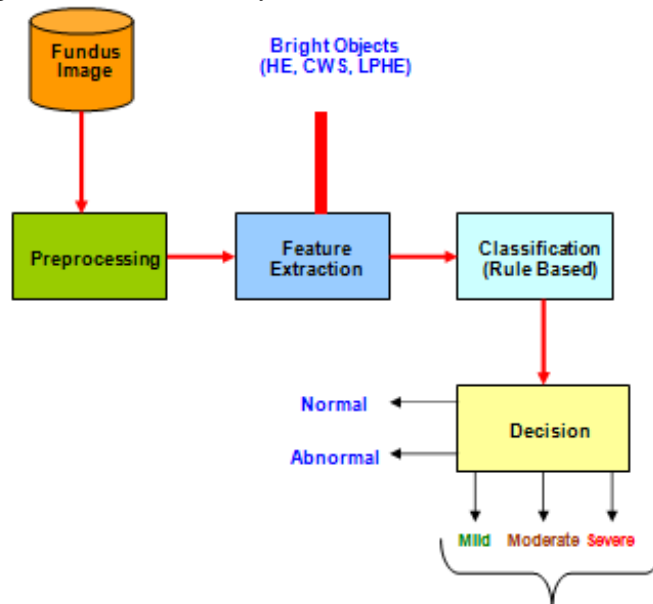 Fundus
Image
Bright Objects
(HE, CWS, LPHE)
Preprocessing
Feature
Extraction
Classification
(Rule Based)
Normal
Abnormal
Decision
Mild Moderate Severe